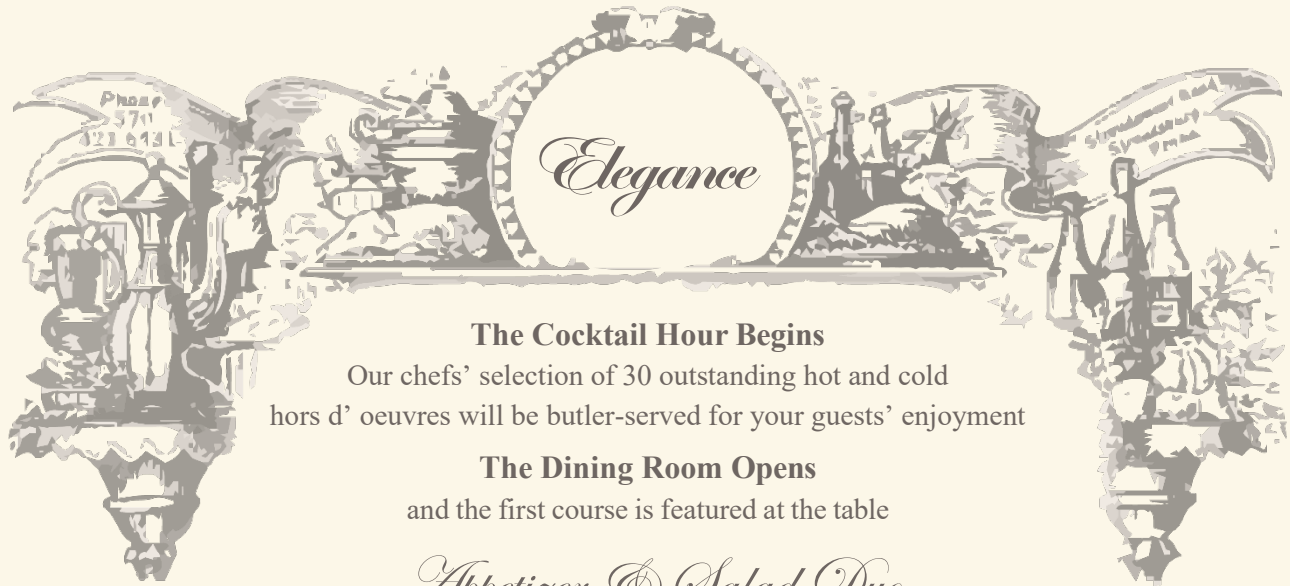 Phone
Elegance
The Cocktail Hour Begins
Our chefs’ selection of 30 outstanding hot and cold
hors d’ oeuvres will be butler-served for your guests’ enjoyment
The Dining Room Opens
and the first course is featured at the table
Appetizer & Salad Duo